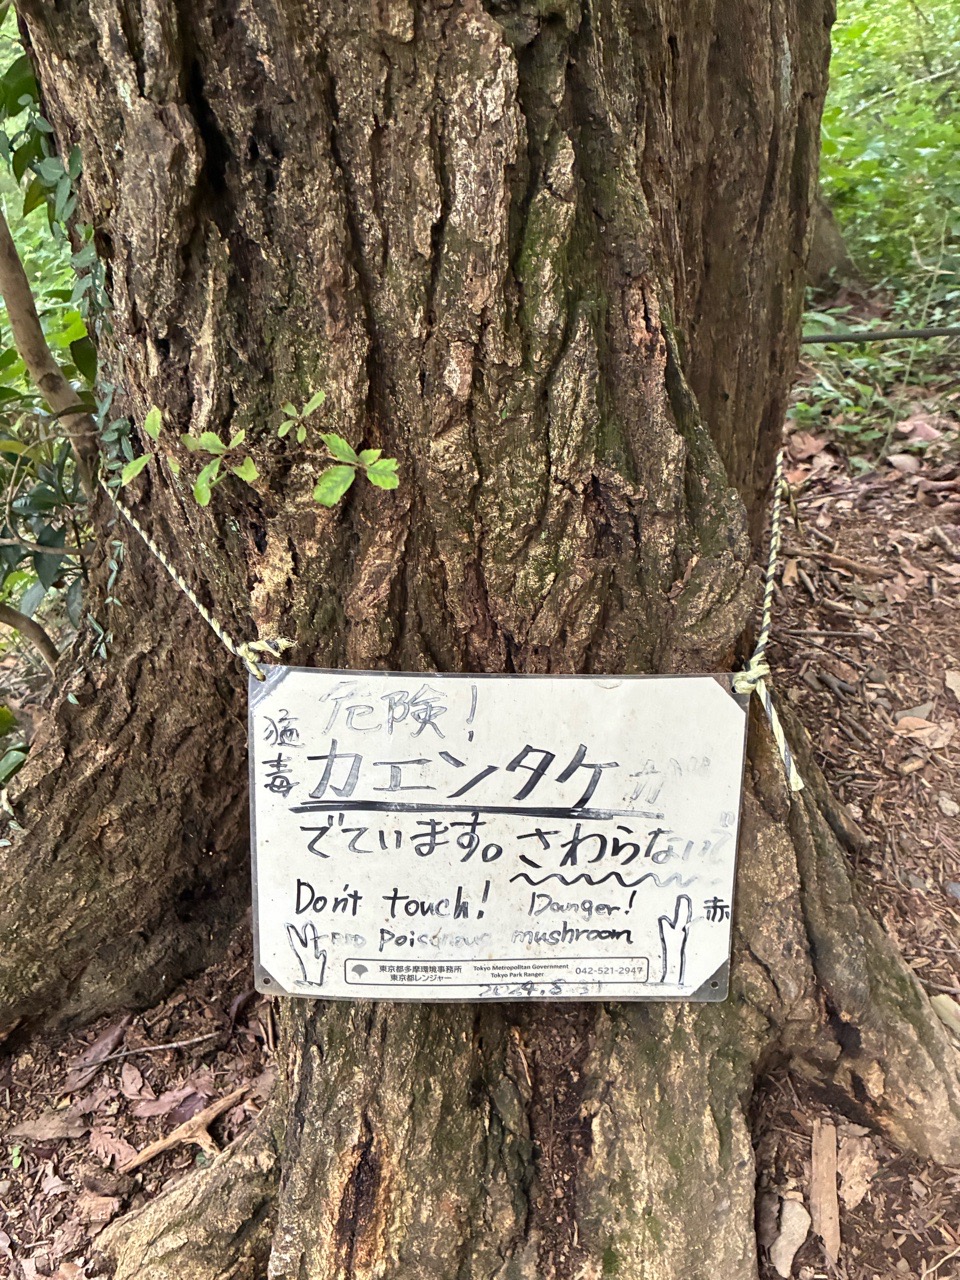 危険!
猛毒
カエンタケが
でています。さわらないで
Don't touch! Danger!
赤
Poisonous mushroom
東京都多摩環境事務所
東京都レンジャー
Tokyo Metropolitan Government
Tokyo Park Ranger
042-521-2947